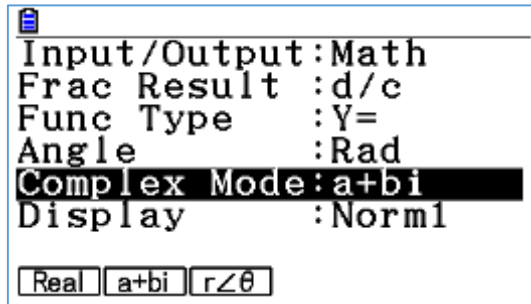 Input/Output:Math
Frac Result :d/c
Func Type :Y=
Angle :Rad
Complex Mode:a+bi
Display :Norm1
Real a+bi r∠θ